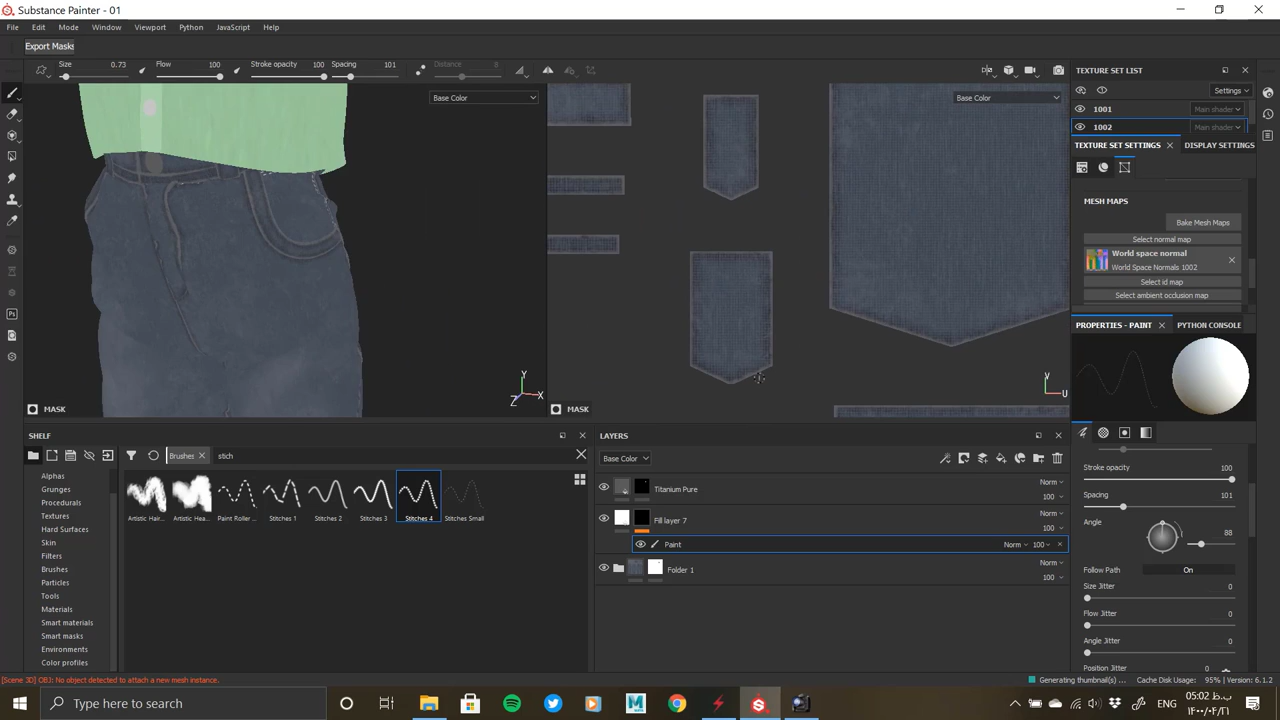 Substance Painter - 01
File Edit Mode Window Viewport Python JavaScript Help
Export Masks
Size 0.73 Flow 100 Stroke opacity 100 Spacing 101 Distance 8
Base Color
Base Color
Y
X
Z
V
U
MASK
MASK
TEXTURE SET LIST
Settings
1001 Main shader
1002 Main shader
TEXTURE SET SETTINGS DISPLAY SETTINGS
MESH MAPS
Bake Mesh Maps
Select normal map
World space normal
World Space Normals 1002
Select id map
Select ambient occlusion map
PROPERTIES - PAINT PYTHON CONSOLE
Stroke opacity 100
Spacing 101
Angle
88
Follow Path On
Size Jitter 0
Flow Jitter 0
Angle Jitter 0
Position Jitter 0
SHELF
Brushes stich
Alphas
Grunges
Procedurals
Textures
Hard Surfaces
Skin
Filters
Brushes
Particles
Tools
Materials
Smart materials
Smart masks
Environments
Color profiles
Artistic Hair... Artistic Hea... Paint Roller ... Stitches 1 Stitches 2 Stitches 3 Stitches 4 Stitches Small
LAYERS
Base Color
Titanium Pure Norm 100
Fill layer 7 Norm 100
Paint Norm 100
Folder 1 Norm 100
[Scene 3D] OBJ: No object detected to attach a new mesh instance.
Generating thumbnail(s) ... Cache Disk Usage: 95% | Version: 6.1.2
Ps
Type here to search
05:02 ب.ظ